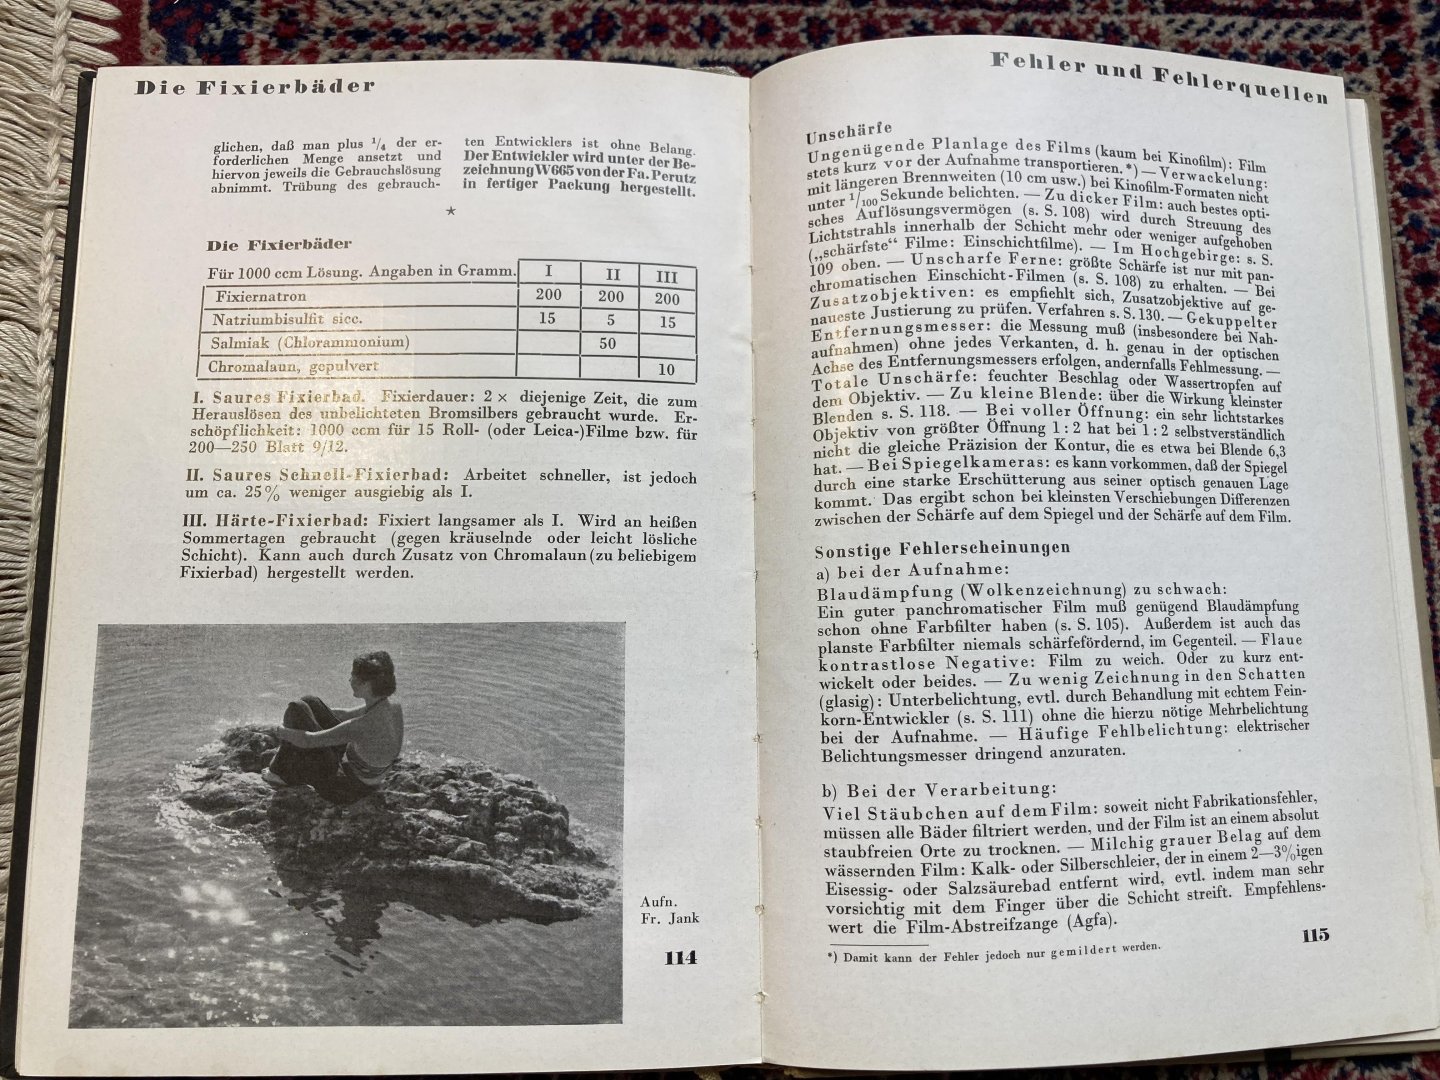 Die Fixierbäder
glichen, daß man plus 1/4 der er-
forderlichen Menge ansetzt und
hiervon jeweils die Gebrauchslösung
abnimmt. Trübung des gebrauch-
ten Entwicklers ist ohne Belang.
Der Entwickler wird unter der Be-
zeichnung W665 von der Fa. Perutz
in fertiger Packung hergestellt.
★
Die Fixierbäder
Für 1000 ccm Lösung. Angaben in Gramm. I II III
Fixiernatron 200 200 200
Natriumbisulfit sicc. 15 5 15
Salmiak (Chlorammonium) 50
Chromalaun, gepulvert 10
I. Saures Fixierbad. Fixierdauer: 2 × diejenige Zeit, die zum
Herauslösen des unbelichteten Bromsilbers gebraucht wurde. Er-
schöpflichkeit: 1000 ccm für 15 Roll- (oder Leica-)Filme bzw. für
200—250 Blatt 9/12.
II. Saures Schnell-Fixierbad: Arbeitet schneller, ist jedoch
um ca. 25% weniger ausgiebig als I.
III. Härte-Fixierbad: Fixiert langsamer als I. Wird an heißen
Sommertagen gebraucht (gegen kräuselnde oder leicht lösliche
Schicht). Kann auch durch Zusatz von Chromalaun (zu beliebigem
Fixierbad) hergestellt werden.
Aufn.
Fr. Jank
114
Fehler und Fehlerquellen
Unschärfe
Ungenügende Planlage des Films (kaum bei Kinofilm): Film
stets kurz vor der Aufnahme transportieren.*) — Verwackelung:
mit längeren Brennweiten (10 cm usw.) bei Kinofilm-Formaten nicht
unter 1/100 Sekunde belichten. — Zu dicker Film: auch bestes opti-
sches Auflösungsvermögen (s. S. 108) wird durch Streuung des
Lichtstrahls innerhalb der Schicht mehr oder weniger aufgehoben
(„schärfste“ Filme: Einschichtfilme). — Im Hochgebirge: s. S.
109 oben. — Unscharfe Ferne: größte Schärfe ist nur mit pan-
chromatischen Einschicht-Filmen (s. S. 108) zu erhalten. — Bei
Zusatzobjektiven: es empfiehlt sich, Zusatzobjektive auf ge-
naueste Justierung zu prüfen. Verfahren s. S. 130. — Gekuppelter
Entfernungsmesser: die Messung muß (insbesondere bei Nah-
aufnahmen) ohne jedes Verkanten, d. h. genau in der optischen
Achse des Entfernungsmessers erfolgen, andernfalls Fehlmessung. —
Totale Unschärfe: feuchter Beschlag oder Wassertropfen auf
dem Objektiv. — Zu kleine Blende: über die Wirkung kleinster
Blenden s. S. 118. — Bei voller Öffnung: ein sehr lichtstarkes
Objektiv von größter Öffnung 1:2 hat bei 1:2 selbstverständlich
nicht die gleiche Präzision der Kontur, die es etwa bei Blende 6,3
hat. — Bei Spiegelkameras: es kann vorkommen, daß der Spiegel
durch eine starke Erschütterung aus seiner optisch genauen Lage
kommt. Das ergibt schon bei kleinsten Verschiebungen Differenzen
zwischen der Schärfe auf dem Spiegel und der Schärfe auf dem Film.
Sonstige Fehlerscheinungen
a) bei der Aufnahme:
Blaudämpfung (Wolkenzeichnung) zu schwach:
Ein guter panchromatischer Film muß genügend Blaudämpfung
schon ohne Farbfilter haben (s. S. 105). Außerdem ist auch das
planste Farbfilter niemals schärfefördernd, im Gegenteil. — Flaue
kontrastlose Negative: Film zu weich. Oder zu kurz ent-
wickelt oder beides. — Zu wenig Zeichnung in den Schatten
(glasig): Unterbelichtung, evtl. durch Behandlung mit echtem Fein-
korn-Entwickler (s. S. 111) ohne die hierzu nötige Mehrbelichtung
bei der Aufnahme. — Häufige Fehlbelichtung: elektrischer
Belichtungsmesser dringend anzuraten.
b) Bei der Verarbeitung:
Viel Stäubchen auf dem Film: soweit nicht Fabrikationsfehler,
müssen alle Bäder filtriert werden, und der Film ist an einem absolut
staubfreien Orte zu trocknen. — Milchig grauer Belag auf dem
wässernden Film: Kalk- oder Silberschleier, der in einem 2—3%igen
Eisessig- oder Salzsäurebad entfernt wird, evtl. indem man sehr
vorsichtig mit dem Finger über die Schicht streift. Empfehlens-
wert die Film-Abstreifzange (Agfa).
*) Damit kann der Fehler jedoch nur gemildert werden.
115